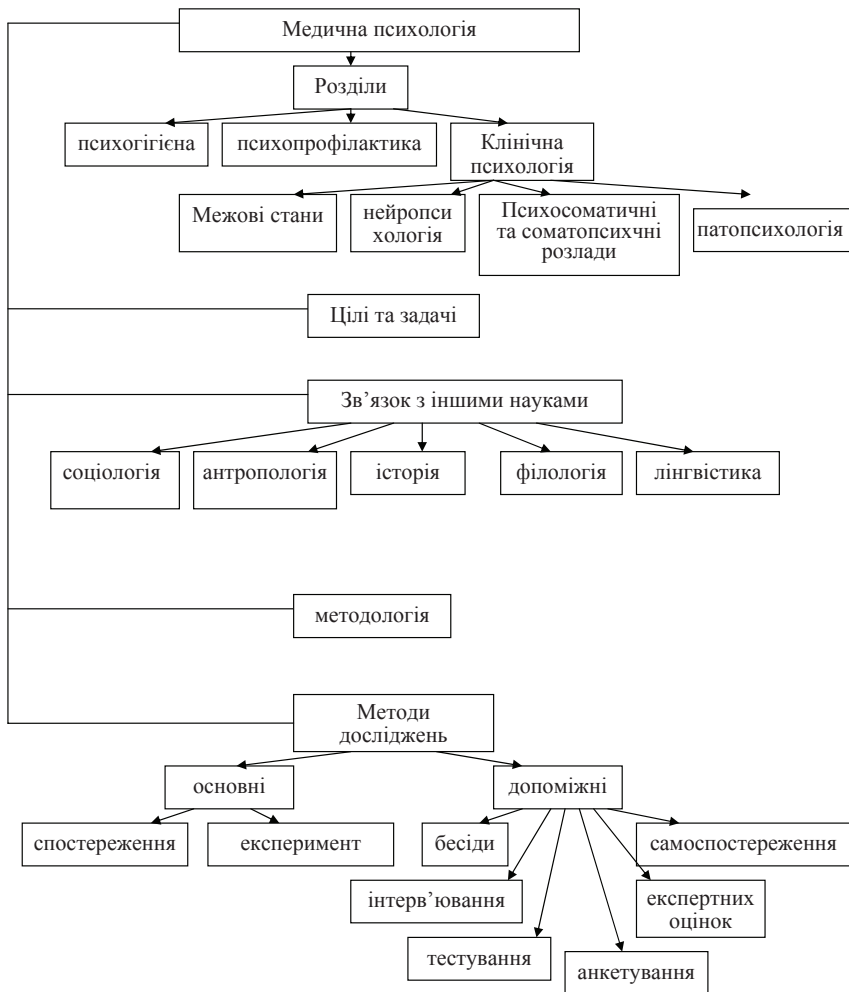 Медична психологія
Розділи
психогігієна
психопрофілактика
Клінічна
психологія
Межові стани
нейропси
хологія
Психосоматичні
та соматопсихчні
розлади
патопсихологія
Цілі та задачі
Зв’язок з іншими науками
соціологія
антропологія
історія
філологія
лінгвістика
методологія
Методи
досліджень
основні
допоміжні
спостереження
експеримент
бесіди
самоспостереження
інтерв’ювання
експертних
оцінок
тестування
анкетування